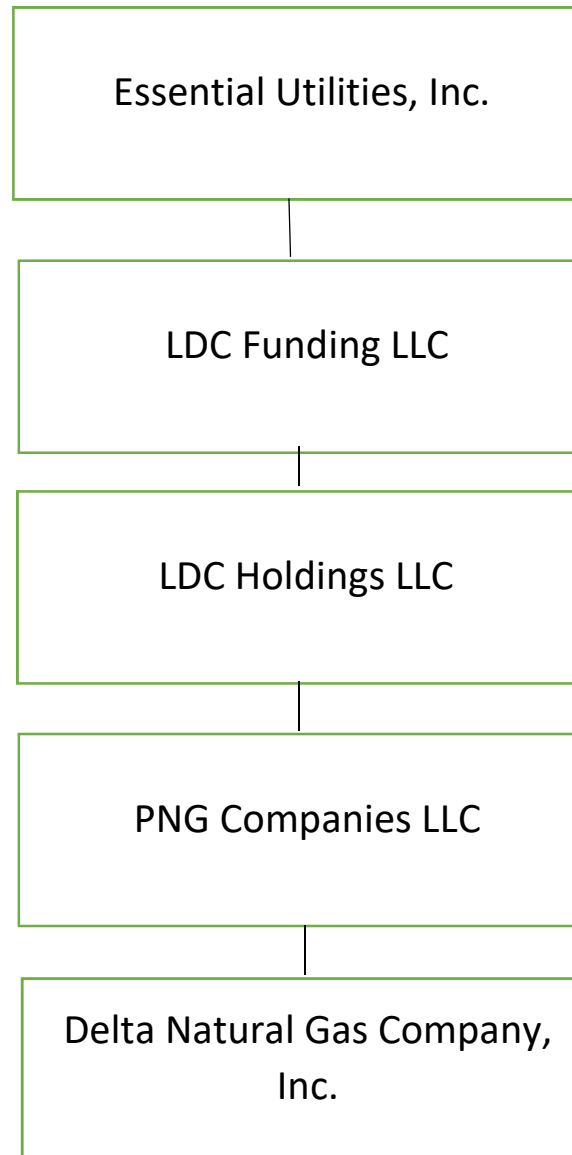 Essential Utilities, Inc.
LDC Funding LLC
LDC Holdings LLC
PNG Companies LLC
Delta Natural Gas Company,
Inc.